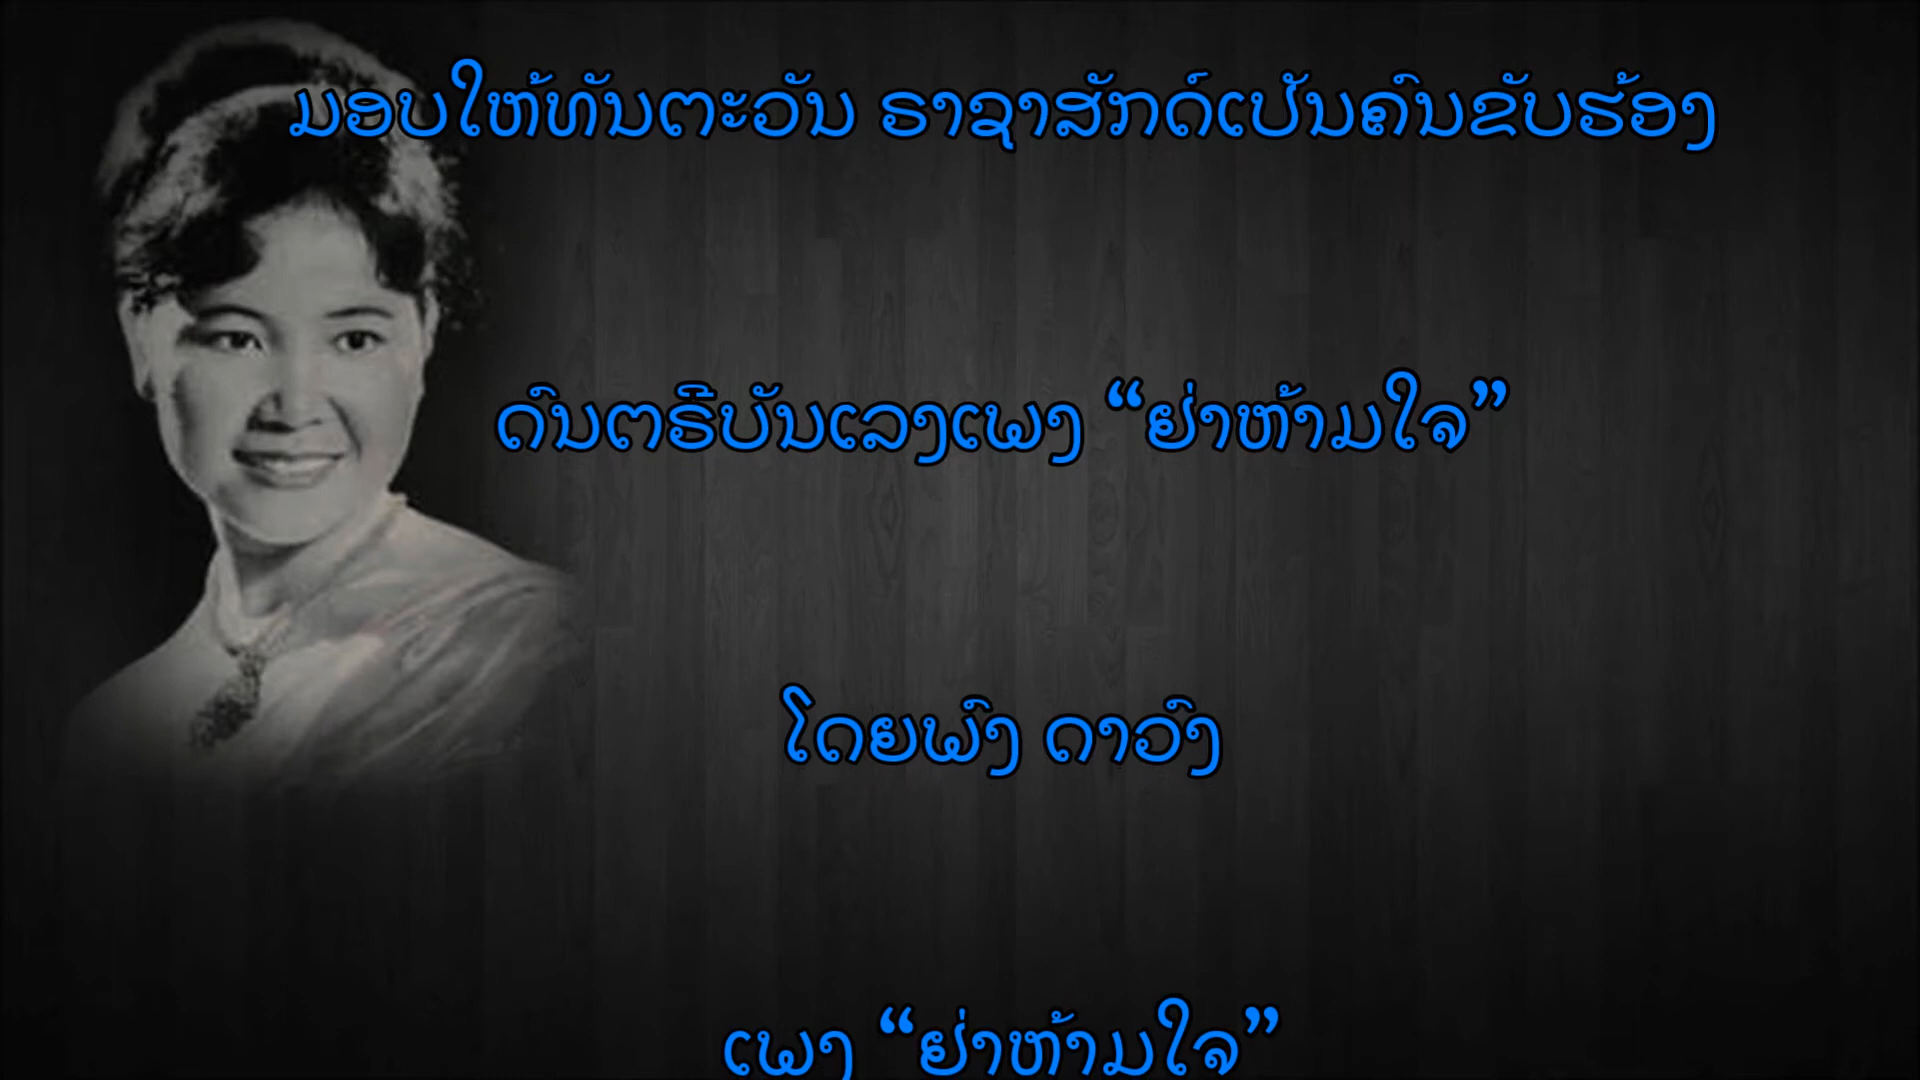 ມອບໃຫ້ທັນຕະວັນ ຣາຊາສັກດ໌ເປັນຄົນຂັບຮ້ອງ
ດົນຕຣີບັນເລງເພງ “ຢ່າຫ້າມໃຈ”
ໂດຍພົງ ດາວົງ
ເພງ “ຢ່າຫ້າມໃຈ”